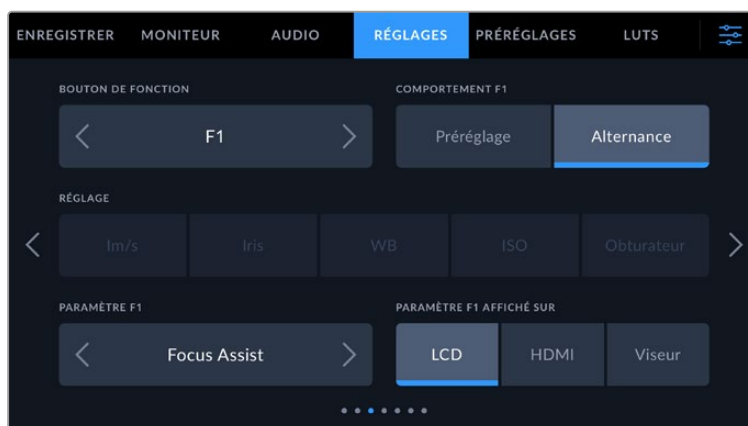 ENREGISTRER MONITEUR AUDIO RÉGLAGES PRÉRÉGLAGES LUTS
BOUTON DE FONCTION COMPORTEMENT F1
F1 Préréglage Alternance
RÉGLAGE
Im/s Iris WB ISO Obturateur
PARAMÈTRE F1 PARAMÈTRE F1 AFFICHÉ SUR
Focus Assist LCD HDMI Viseur